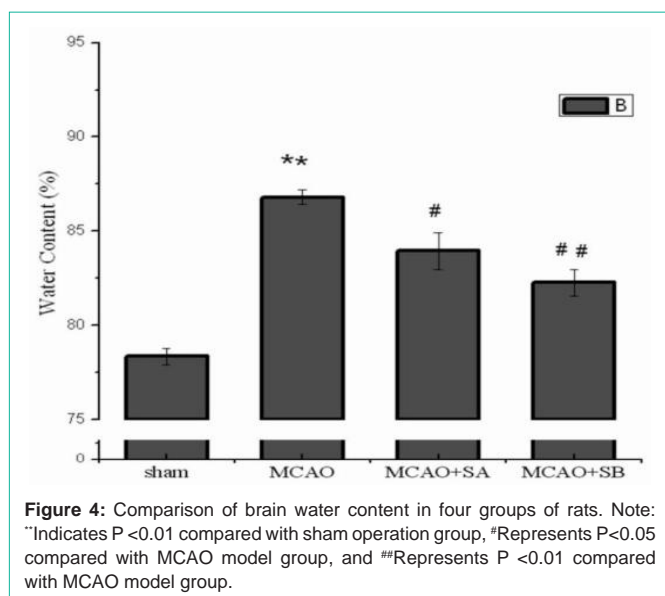 95
B
90
**
85
#
# #
Water Content (%)
80
75
0
sham MCAO MCAO+SA MCAO+SB
Figure 4: Comparison of brain water content in four groups of rats. Note:
**Indicates P <0.01 compared with sham operation group, #Represents P<0.05
compared with MCAO model group, and ##Represents P <0.01 compared
with MCAO model group.